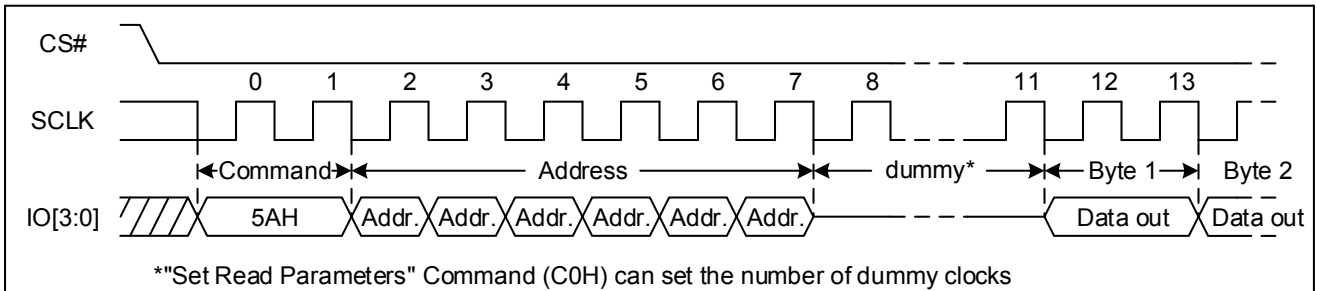 CS#
0 1 2 3 4 5 6 7 8 11 12 13
SCLK
Command Address dummy* Byte 1 Byte 2
IO[3:0] 5AH Addr. Addr. Addr. Addr. Addr. Addr. Data out Data out
*"Set Read Parameters" Command (C0H) can set the number of dummy clocks